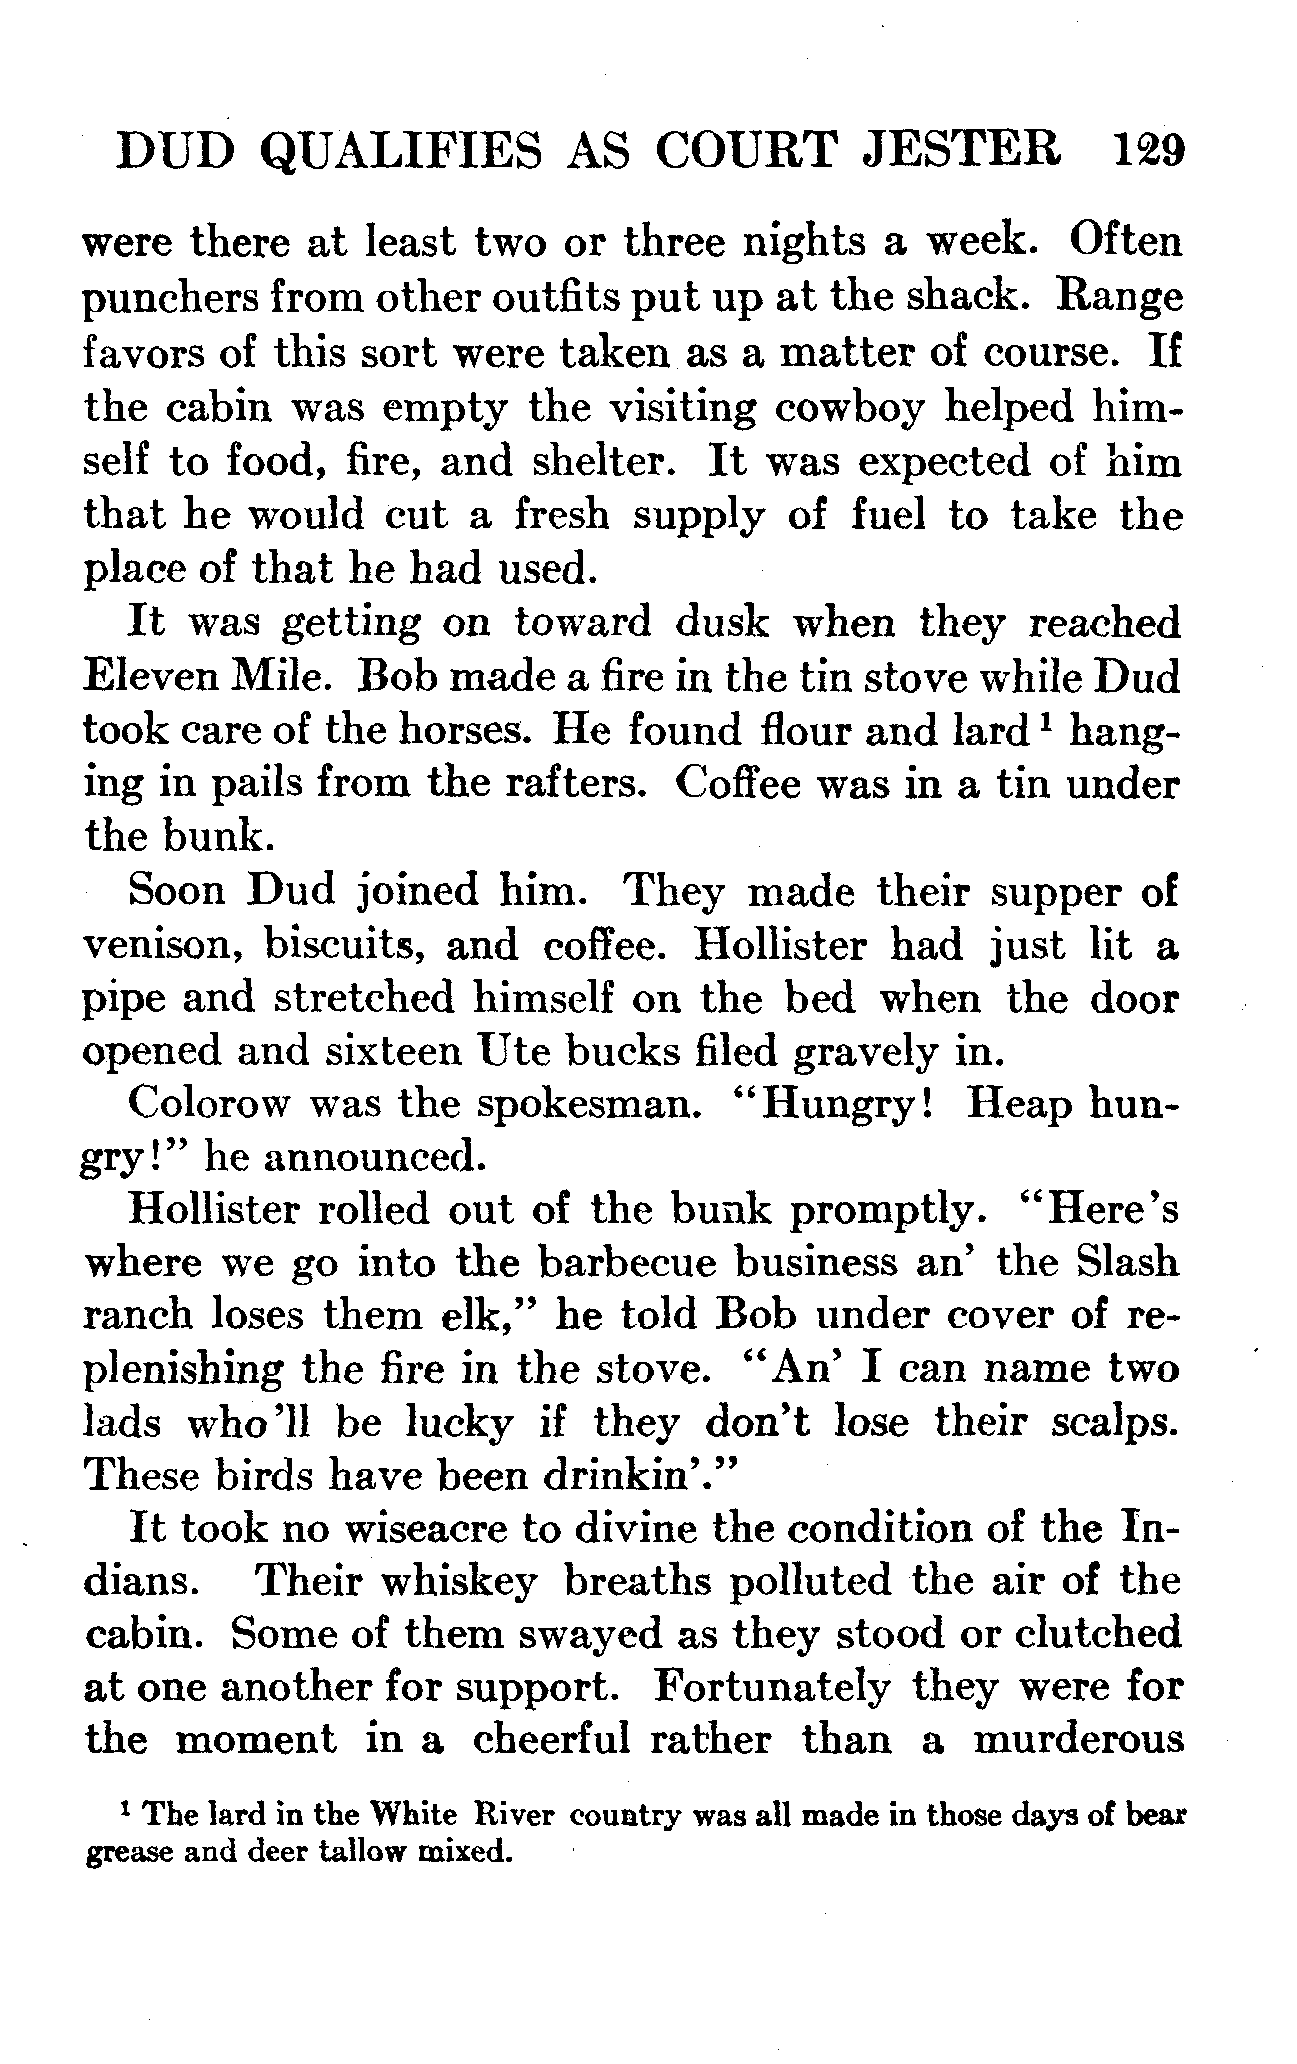 DUD QUALIFIES AS COURT JESTER 129
were there at least two or three nights a week. Often
punchers from other outfits put up at the shack. Range
favors of this sort were taken as a matter of course. If
the cabin was empty the visiting cowboy helped him-
self to food, fire, and shelter. It was expected of him
that he would cut a fresh supply of fuel to take the
place of that he had used.
It was getting on toward dusk when they reached
Eleven Mile. Bob made a fire in the tin stove while Dud
took care of the horses. He found flour and lard ¹ hang-
ing in pails from the rafters. Coffee was in a tin under
the bunk.
Soon Dud joined him. They made their supper of
venison, biscuits, and coffee. Hollister had just lit a
pipe and stretched himself on the bed when the door
opened and sixteen Ute bucks filed gravely in.
Colorow was the spokesman. “Hungry! Heap hun-
gry!” he announced.
Hollister rolled out of the bunk promptly. “Here’s
where we go into the barbecue business an’ the Slash
ranch loses them elk,” he told Bob under cover of re-
plenishing the fire in the stove. “An’ I can name two
lads who’ll be lucky if they don’t lose their scalps.
These birds have been drinkin’.”
It took no wiseacre to divine the condition of the In-
dians. Their whiskey breaths polluted the air of the
cabin. Some of them swayed as they stood or clutched
at one another for support. Fortunately they were for
the moment in a cheerful rather than a murderous
¹ The lard in the White River country was all made in those days of bear
grease and deer tallow mixed.